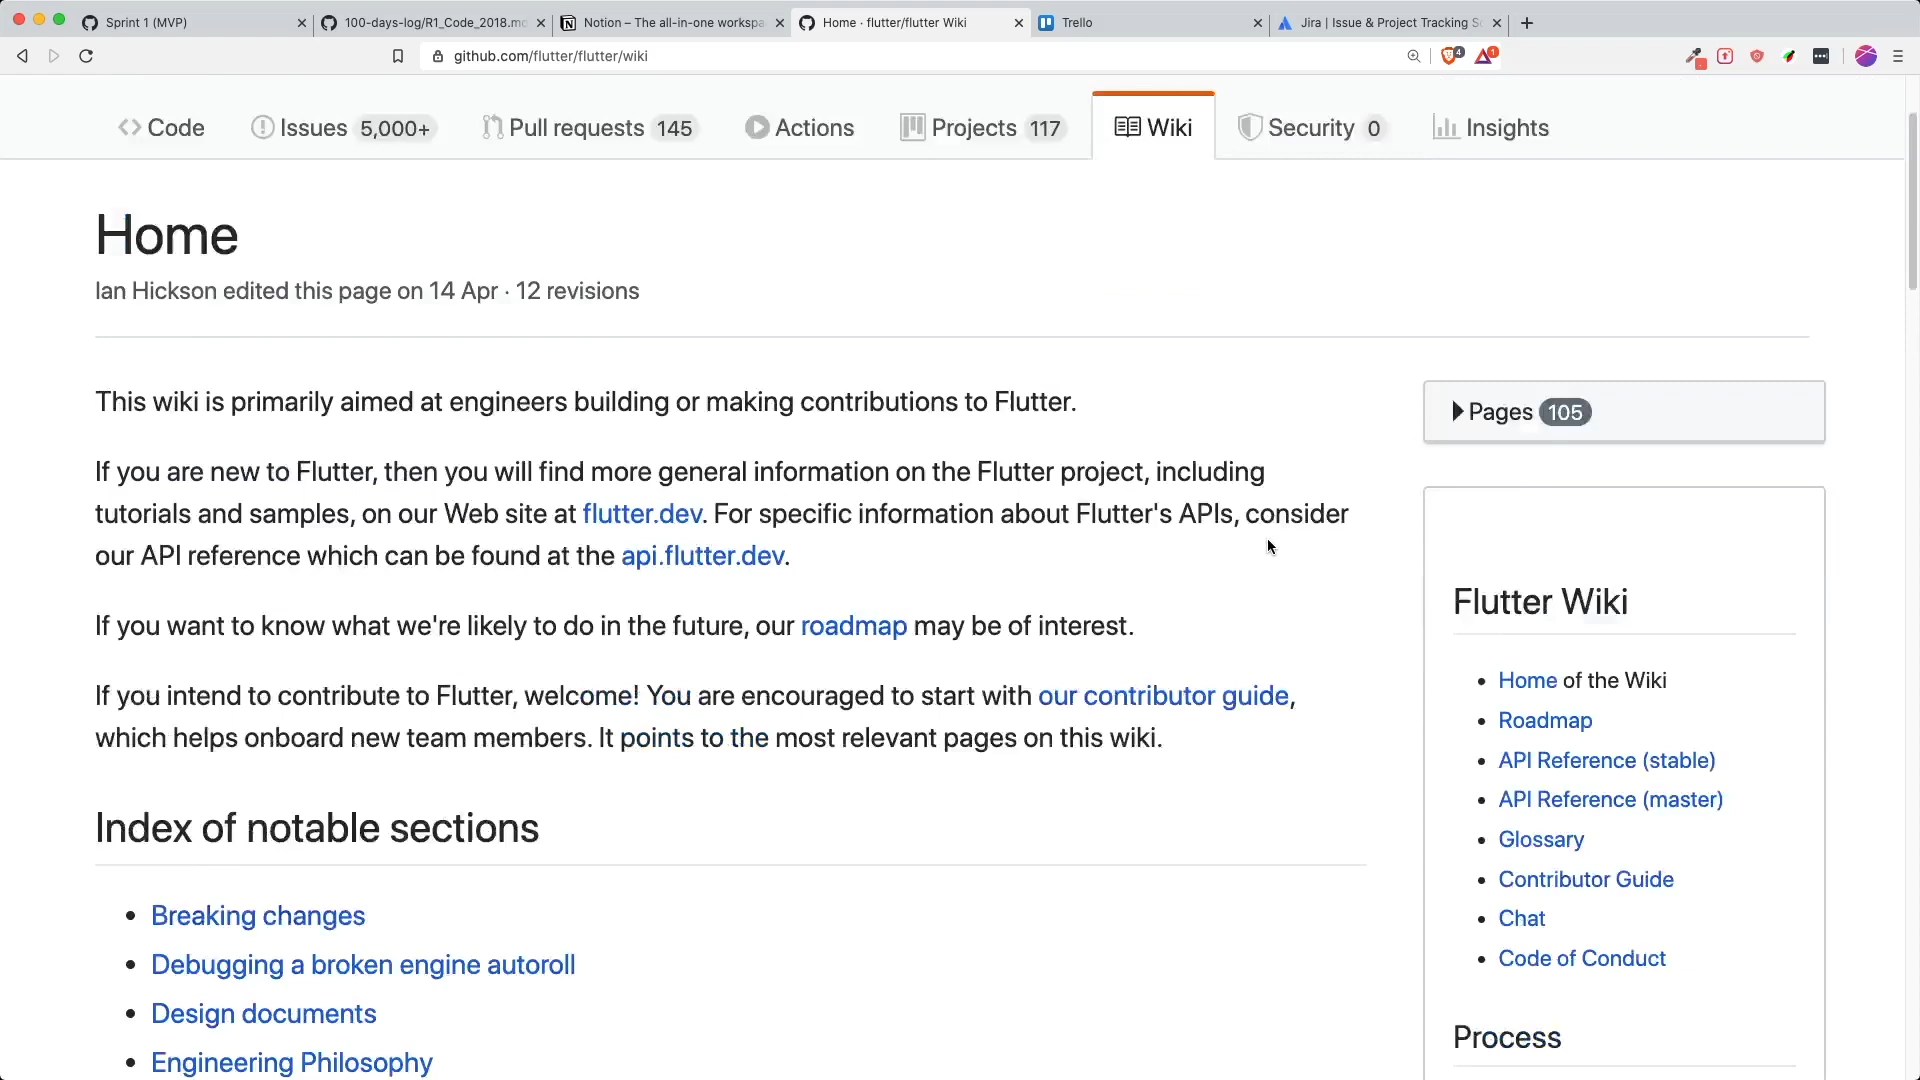 Sprint 1 (MVP)
100-days-log/R1_Code_2018.md
Notion – The all-in-one workspa
Home · flutter/flutter Wiki
Trello
Jira | Issue & Project Tracking S
github.com/flutter/flutter/wiki
4
1
Code
Issues 5,000+
Pull requests 145
Actions
Projects 117
Wiki
Security 0
Insights
Home
Ian Hickson edited this page on 14 Apr · 12 revisions
This wiki is primarily aimed at engineers building or making contributions to Flutter.
If you are new to Flutter, then you will find more general information on the Flutter project, including
tutorials and samples, on our Web site at flutter.dev. For specific information about Flutter's APIs, consider
our API reference which can be found at the api.flutter.dev.
If you want to know what we're likely to do in the future, our roadmap may be of interest.
If you intend to contribute to Flutter, welcome! You are encouraged to start with our contributor guide,
which helps onboard new team members. It points to the most relevant pages on this wiki.
Index of notable sections
• Breaking changes
• Debugging a broken engine autoroll
• Design documents
• Engineering Philosophy
Pages 105
Flutter Wiki
• Home of the Wiki
• Roadmap
• API Reference (stable)
• API Reference (master)
• Glossary
• Contributor Guide
• Chat
• Code of Conduct
Process